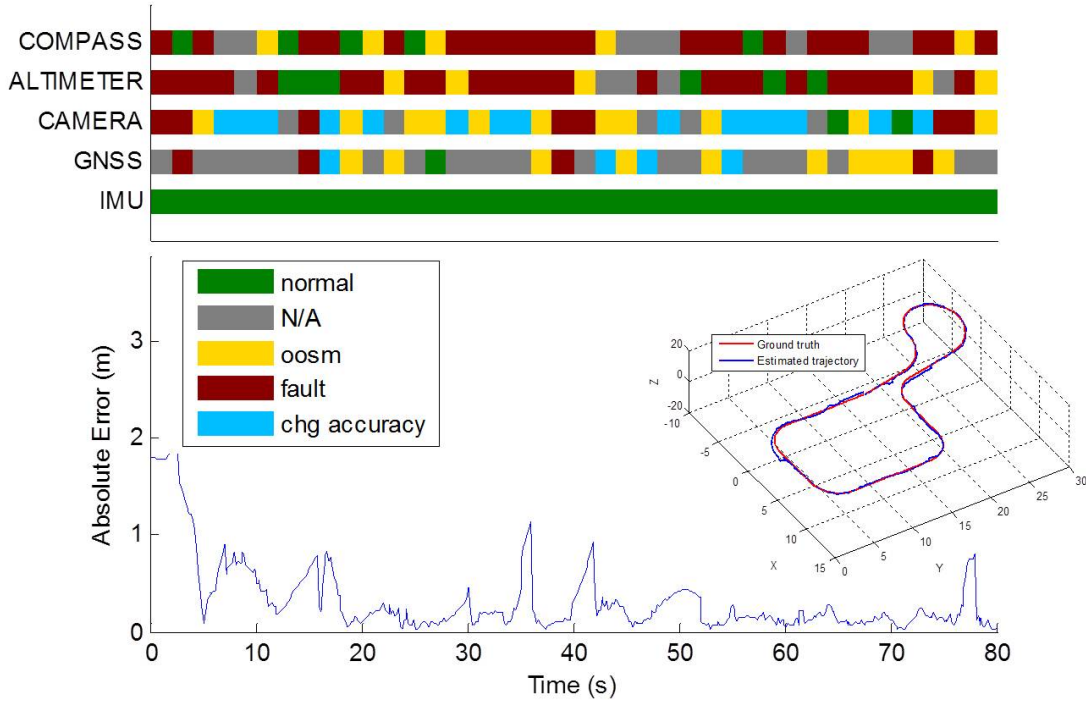 COMPASS
ALTIMETER
CAMERA
GNSS
IMU
normal
N/A
oosm
fault
chg accuracy
Absolute Error (m)
3
2
1
0
0 10 20 30 40 50 60 70 80
Time (s)
Ground truth
Estimated trajectory
Z
20
0
-20
-10
-5
0
5
10
15
X
0
5
10
15
20
25
30
Y